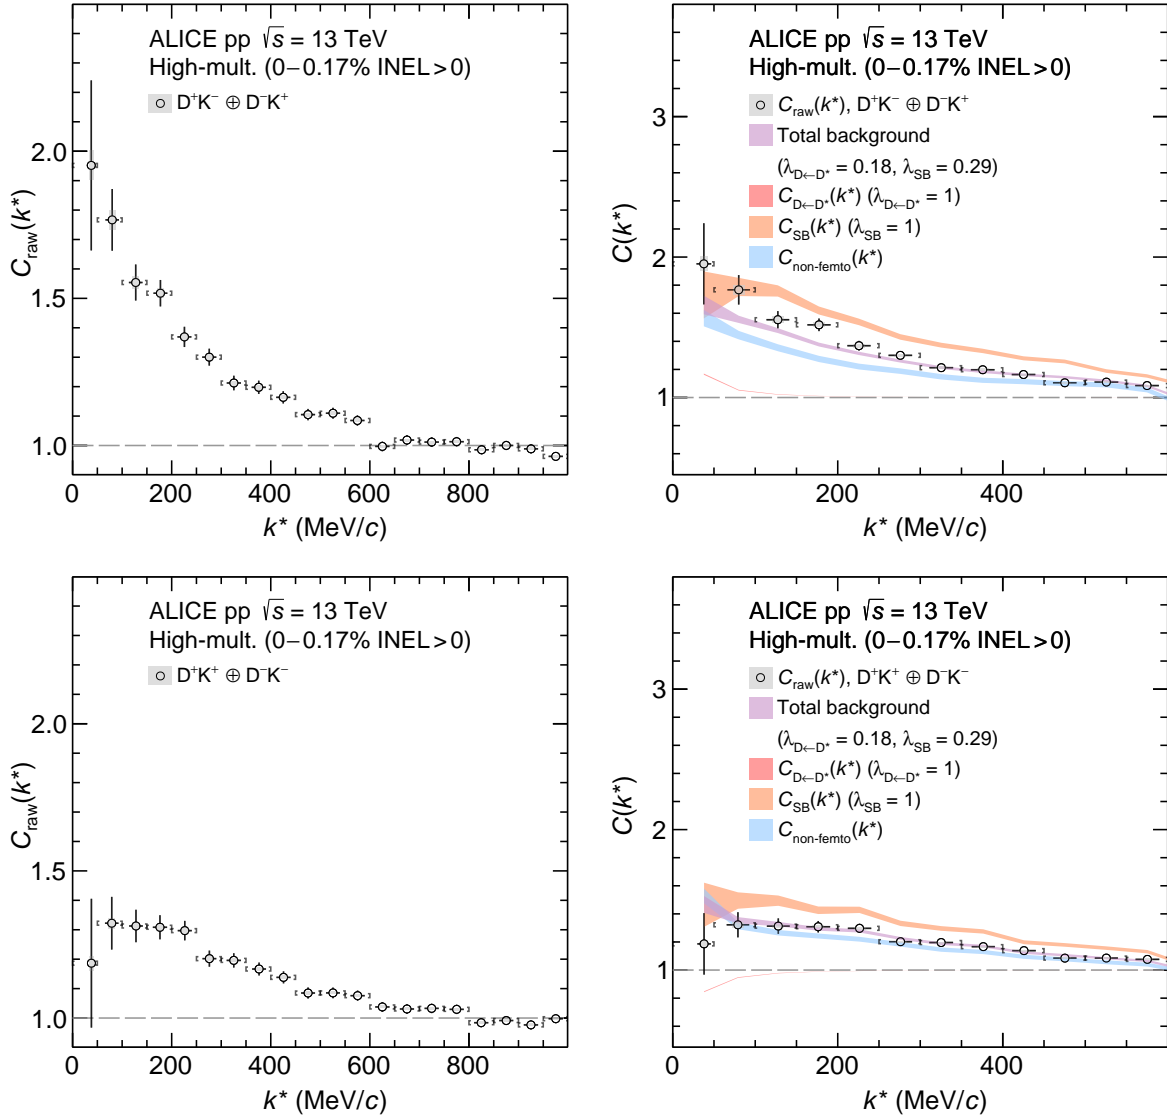 ALICE pp √s = 13 TeV
High-mult. (0−0.17% INEL > 0)
D⁺K⁻ ⊕ D⁻K⁺
C_raw(k*)
2.0
1.5
1.0
0 200 400 600 800
k* (MeV/c)
ALICE pp √s = 13 TeV
High-mult. (0−0.17% INEL > 0)
C_raw(k*), D⁺K⁻ ⊕ D⁻K⁺
Total background
(λ_D←D* = 0.18, λ_SB = 0.29)
C_D←D*(k*) (λ_D←D* = 1)
C_SB(k*) (λ_SB = 1)
C_non-femto(k*)
C(k*)
3
2
1
0 200 400
k* (MeV/c)
ALICE pp √s = 13 TeV
High-mult. (0−0.17% INEL > 0)
D⁺K⁺ ⊕ D⁻K⁻
C_raw(k*)
2.0
1.5
1.0
0 200 400 600 800
k* (MeV/c)
ALICE pp √s = 13 TeV
High-mult. (0−0.17% INEL > 0)
C_raw(k*), D⁺K⁺ ⊕ D⁻K⁻
Total background
(λ_D←D* = 0.18, λ_SB = 0.29)
C_D←D*(k*) (λ_D←D* = 1)
C_SB(k*) (λ_SB = 1)
C_non-femto(k*)
C(k*)
3
2
1
0 200 400
k* (MeV/c)